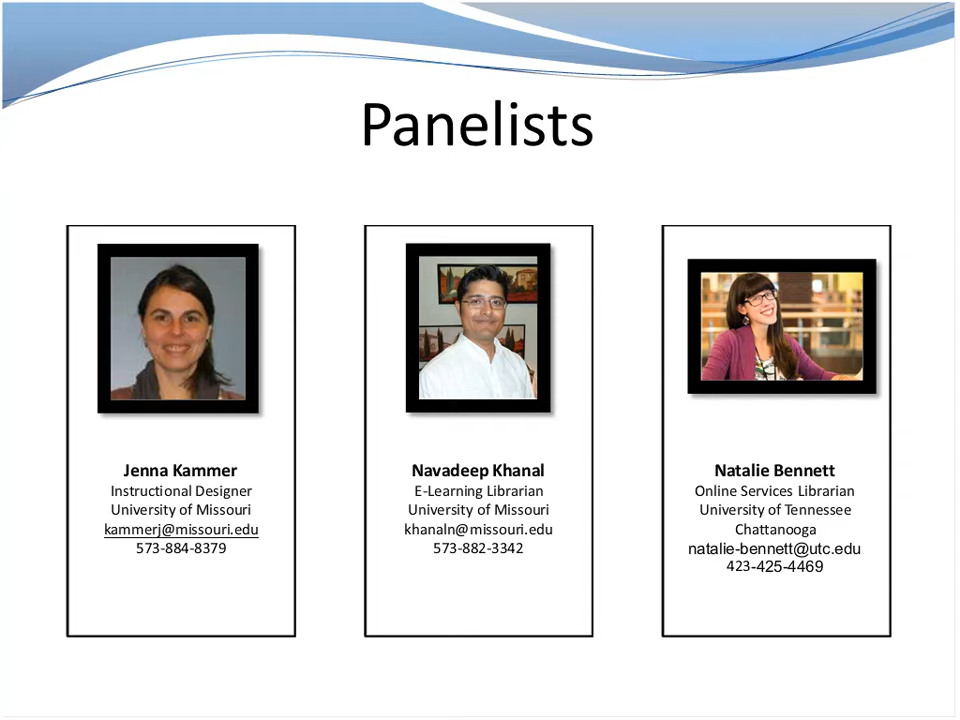 Panelists
Jenna Kammer
Instructional Designer
University of Missouri
kammerj@missouri.edu
573-884-8379
Navadeep Khanal
E-Learning Librarian
University of Missouri
khanaln@missouri.edu
573-882-3342
Natalie Bennett
Online Services Librarian
University of Tennessee
Chattanooga
natalie-bennett@utc.edu
423-425-4469